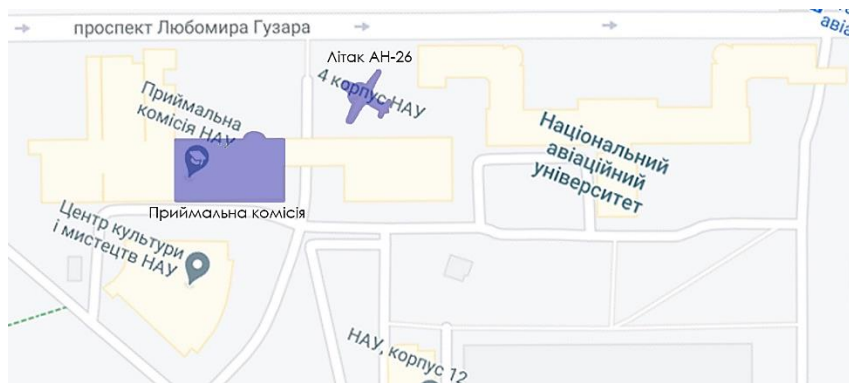 проспект Любомира Гузара
аві
Літак АН-26
4 корпус НАУ
Приймальна
комісія НАУ
Національний
авіаційний
університет
Приймальна комісія
Центр культури
і мистецтв НАУ
НАУ, корпус 12